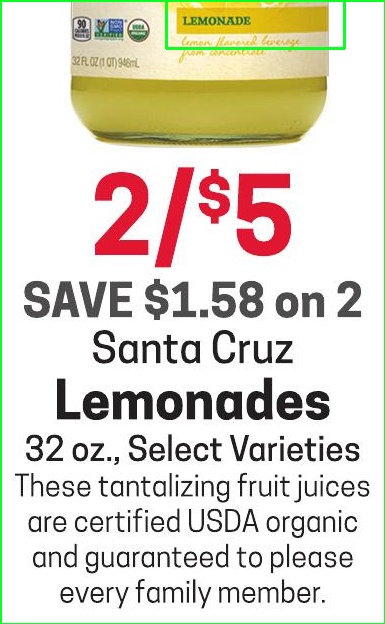 LEMONADE
lemon flavored beverage
from concentrate
90
USDA
ORGANIC
32 FL OZ (1 QT) 946mL
2/$5
SAVE $1.58 on 2
Santa Cruz
Lemonades
32 oz., Select Varieties
These tantalizing fruit juices
are certified USDA organic
and guaranteed to please
every family member.